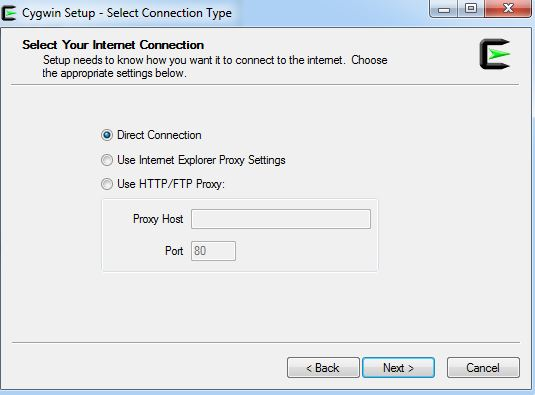 Cygwin Setup - Select Connection Type
Select Your Internet Connection
Setup needs to know how you want it to connect to the internet. Choose
the appropriate settings below.
Direct Connection
Use Internet Explorer Proxy Settings
Use HTTP/FTP Proxy:
Proxy Host
Port 80
< Back Next > Cancel